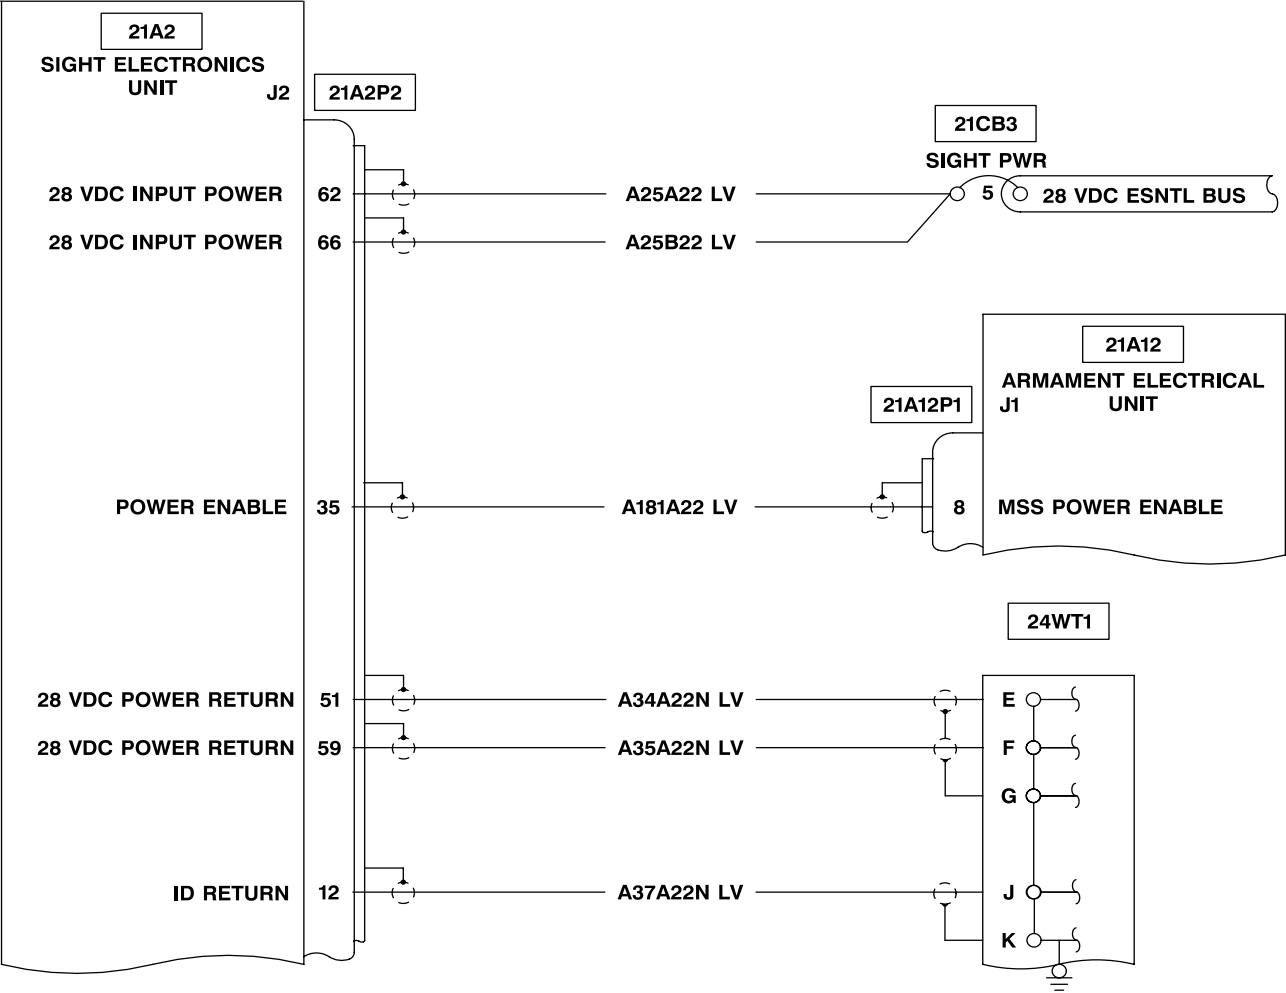 21A2
SIGHT ELECTRONICS
UNIT
J2
21A2P2
21CB3
SIGHT PWR
28 VDC INPUT POWER 62 A25A22 LV 5 28 VDC ESNTL BUS
28 VDC INPUT POWER 66 A25B22 LV
21A12
ARMAMENT ELECTRICAL
UNIT
21A12P1
J1
POWER ENABLE 35 A181A22 LV 8 MSS POWER ENABLE
24WT1
28 VDC POWER RETURN 51 A34A22N LV E
28 VDC POWER RETURN 59 A35A22N LV F
G
ID RETURN 12 A37A22N LV J
K